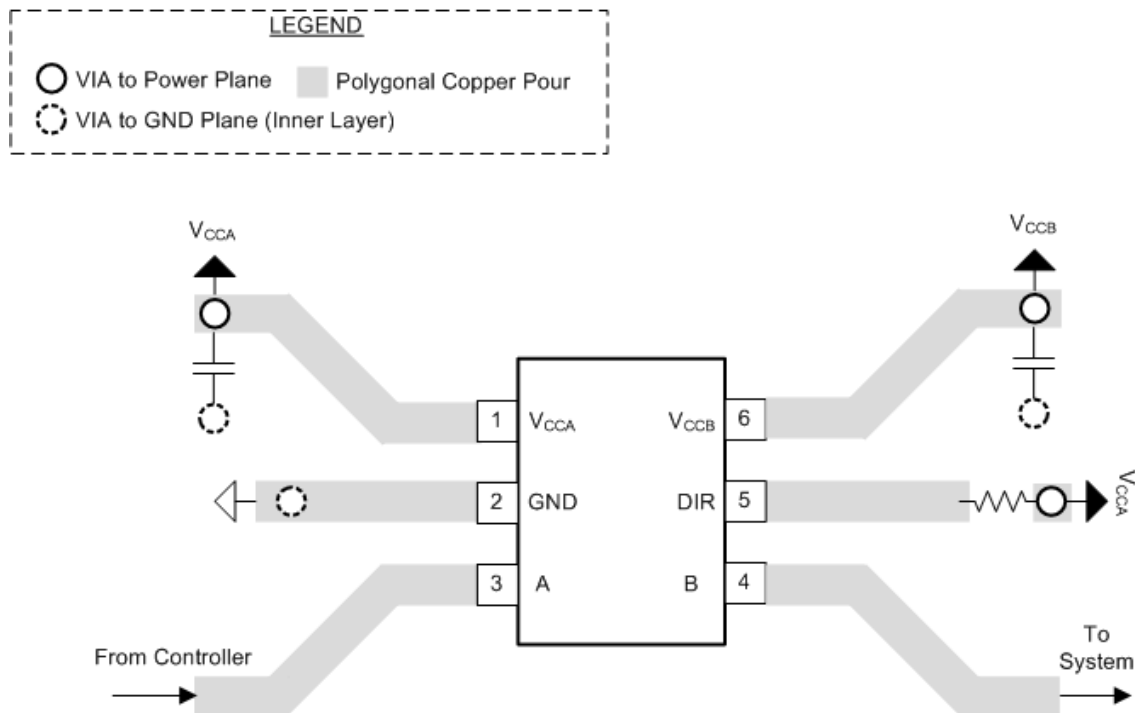 LEGEND
VIA to Power Plane
Polygonal Copper Pour
VIA to GND Plane (Inner Layer)
VCCA
VCCB
1 VCCA
VCCB 6
2 GND
DIR 5
VCCA
3 A
B 4
From Controller
To
System